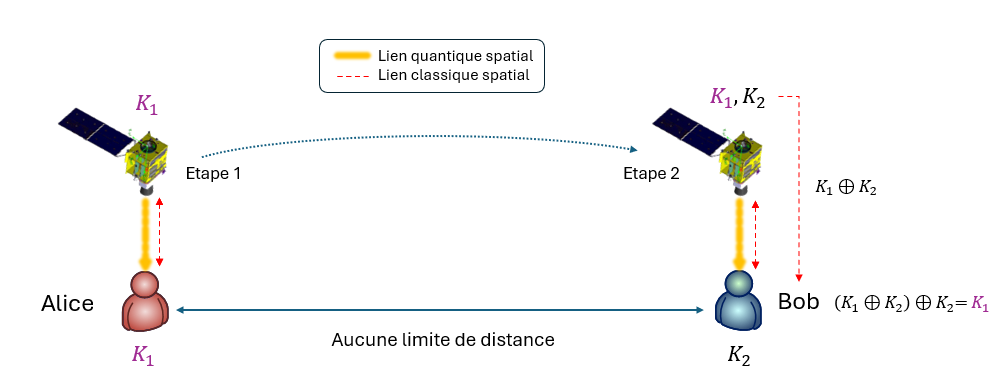 Lien quantique spatial
Lien classique spatial
K₁
K₁, K₂
Etape 1
Etape 2
K₁ ⊕ K₂
Alice
Bob
(K₁ ⊕ K₂) ⊕ K₂= K₁
Aucune limite de distance
K₁
K₂